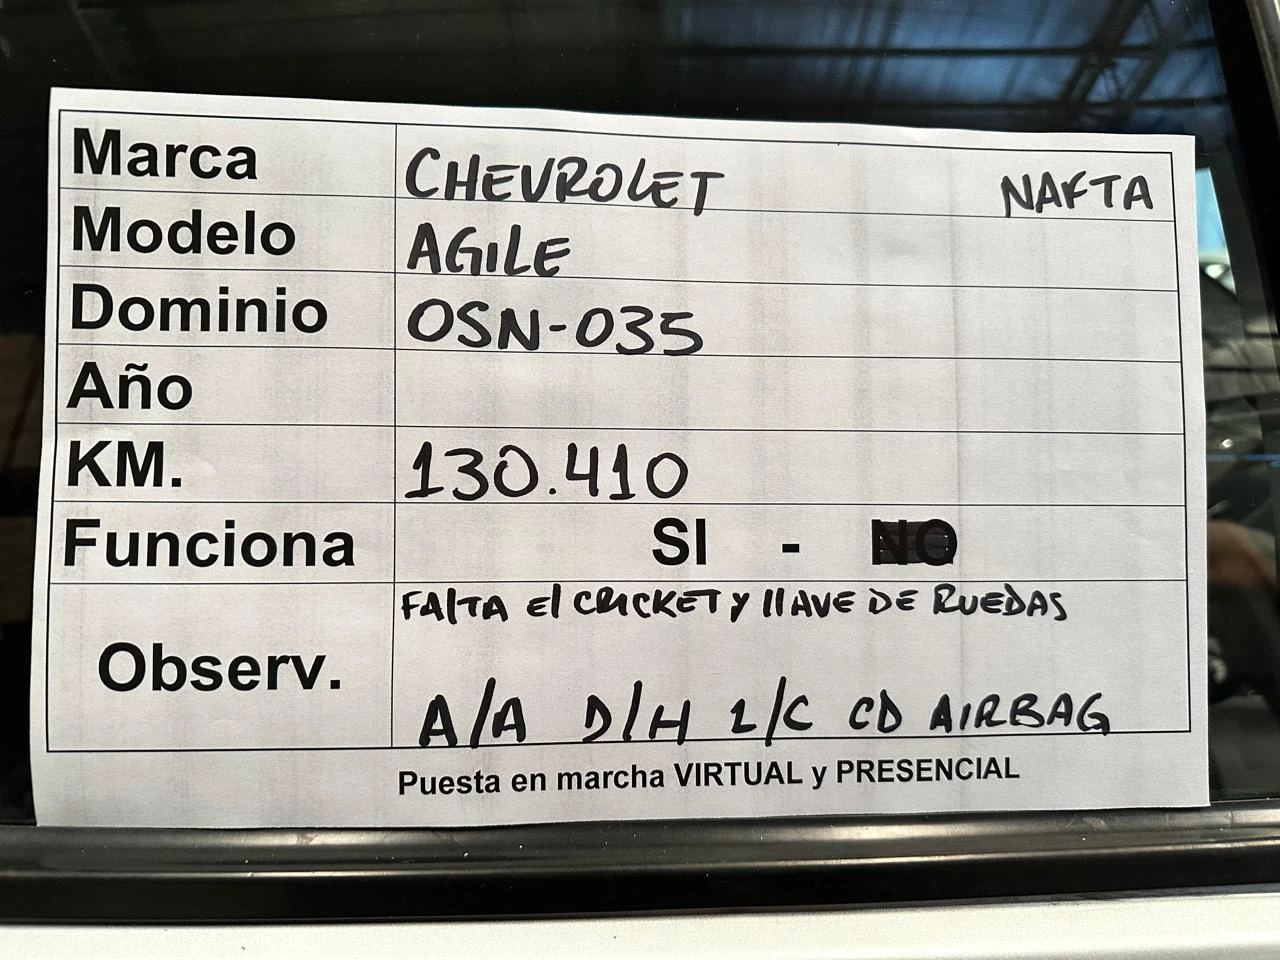 Marca CHEVROLET NAFTA
Modelo AGILE
Dominio OSN-035
Año
KM. 130.410
Funciona SI - NO
Observ. FALTA El CRICKET y llAVE DE RUEDAS
A/A D/H L/C CD AIRBAG
Puesta en marcha VIRTUAL y PRESENCIAL